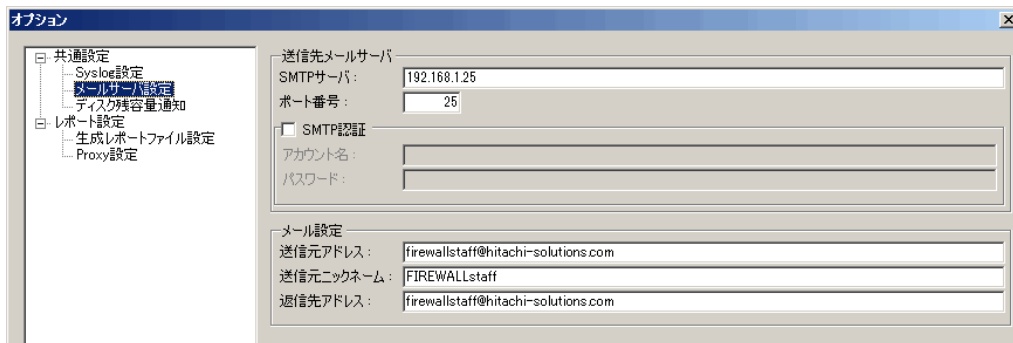 オプション
共通設定
Syslog設定
メールサーバ設定
ディスク残容量通知
レポート設定
生成レポートファイル設定
Proxy設定
送信先メールサーバ
SMTPサーバ: 192.168.1.25
ポート番号: 25
SMTP認証
アカウント名:
パスワード:
メール設定
送信元アドレス: firewallstaff@hitachi-solutions.com
送信元ニックネーム: FIREWALLstaff
返信先アドレス: firewallstaff@hitachi-solutions.com